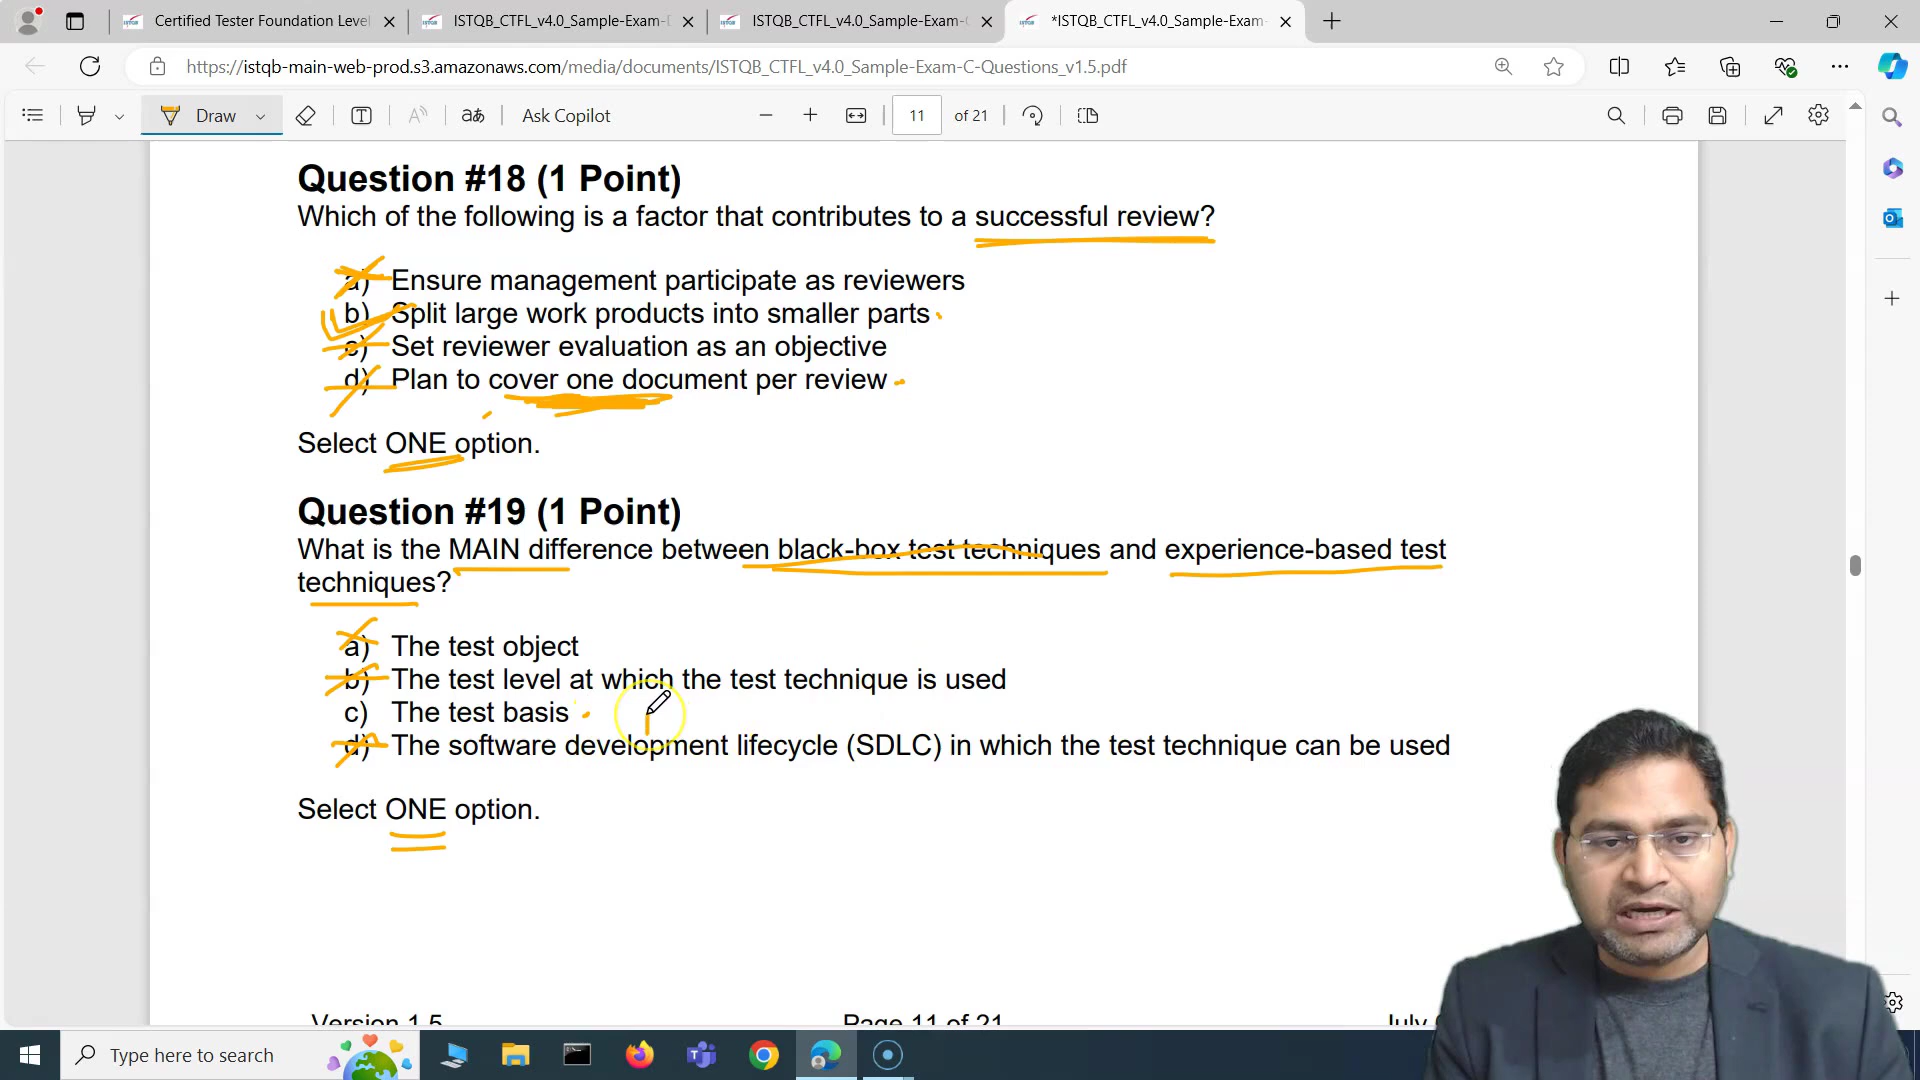 Certified Tester Foundation Level
ISTQB_CTFL_v4.0_Sample-Exam-
ISTQB_CTFL_v4.0_Sample-Exam-
*ISTQB_CTFL_v4.0_Sample-Exam-
https://istqb-main-web-prod.s3.amazonaws.com/media/documents/ISTQB_CTFL_v4.0_Sample-Exam-C-Questions_v1.5.pdf
Draw
aあ
Ask Copilot
11 of 21
Question #18 (1 Point)
Which of the following is a factor that contributes to a successful review?
a) Ensure management participate as reviewers
b) Split large work products into smaller parts
c) Set reviewer evaluation as an objective
d) Plan to cover one document per review
Select ONE option.
Question #19 (1 Point)
What is the MAIN difference between black-box test techniques and experience-based test
techniques?
a) The test object
b) The test level at which the test technique is used
c) The test basis
d) The software development lifecycle (SDLC) in which the test technique can be used
Select ONE option.
Version 1.5 Page 11 of 21 July
Type here to search